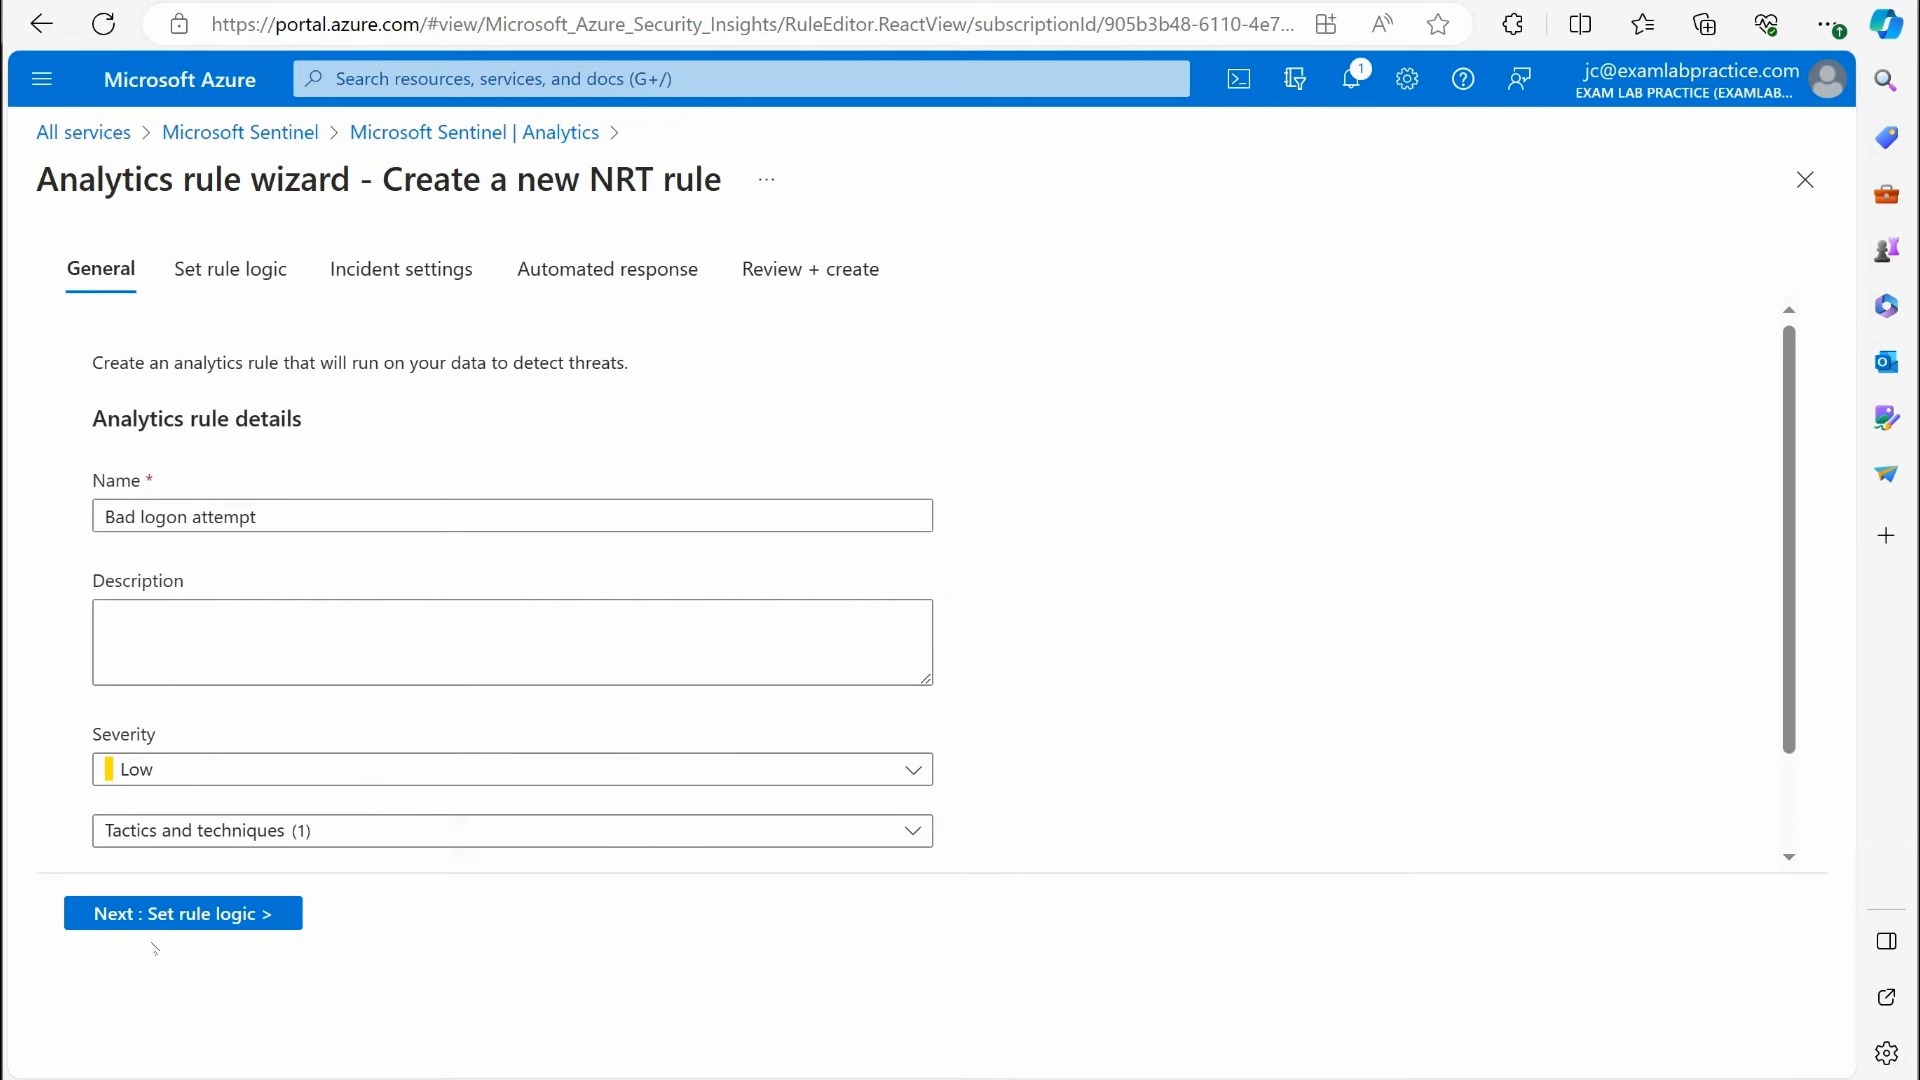 https://portal.azure.com/#view/Microsoft_Azure_Security_Insights/RuleEditor.ReactView/subscriptionId/905b3b48-6110-4e7...
Microsoft Azure
Search resources, services, and docs (G+/)
1
jc@examlabpractice.com
EXAM LAB PRACTICE (EXAMLAB...
All services > Microsoft Sentinel > Microsoft Sentinel | Analytics >
Analytics rule wizard - Create a new NRT rule ...
General Set rule logic Incident settings Automated response Review + create
Create an analytics rule that will run on your data to detect threats.
Analytics rule details
Name *
Bad logon attempt
Description
Severity
Low
Tactics and techniques (1)
Next : Set rule logic >